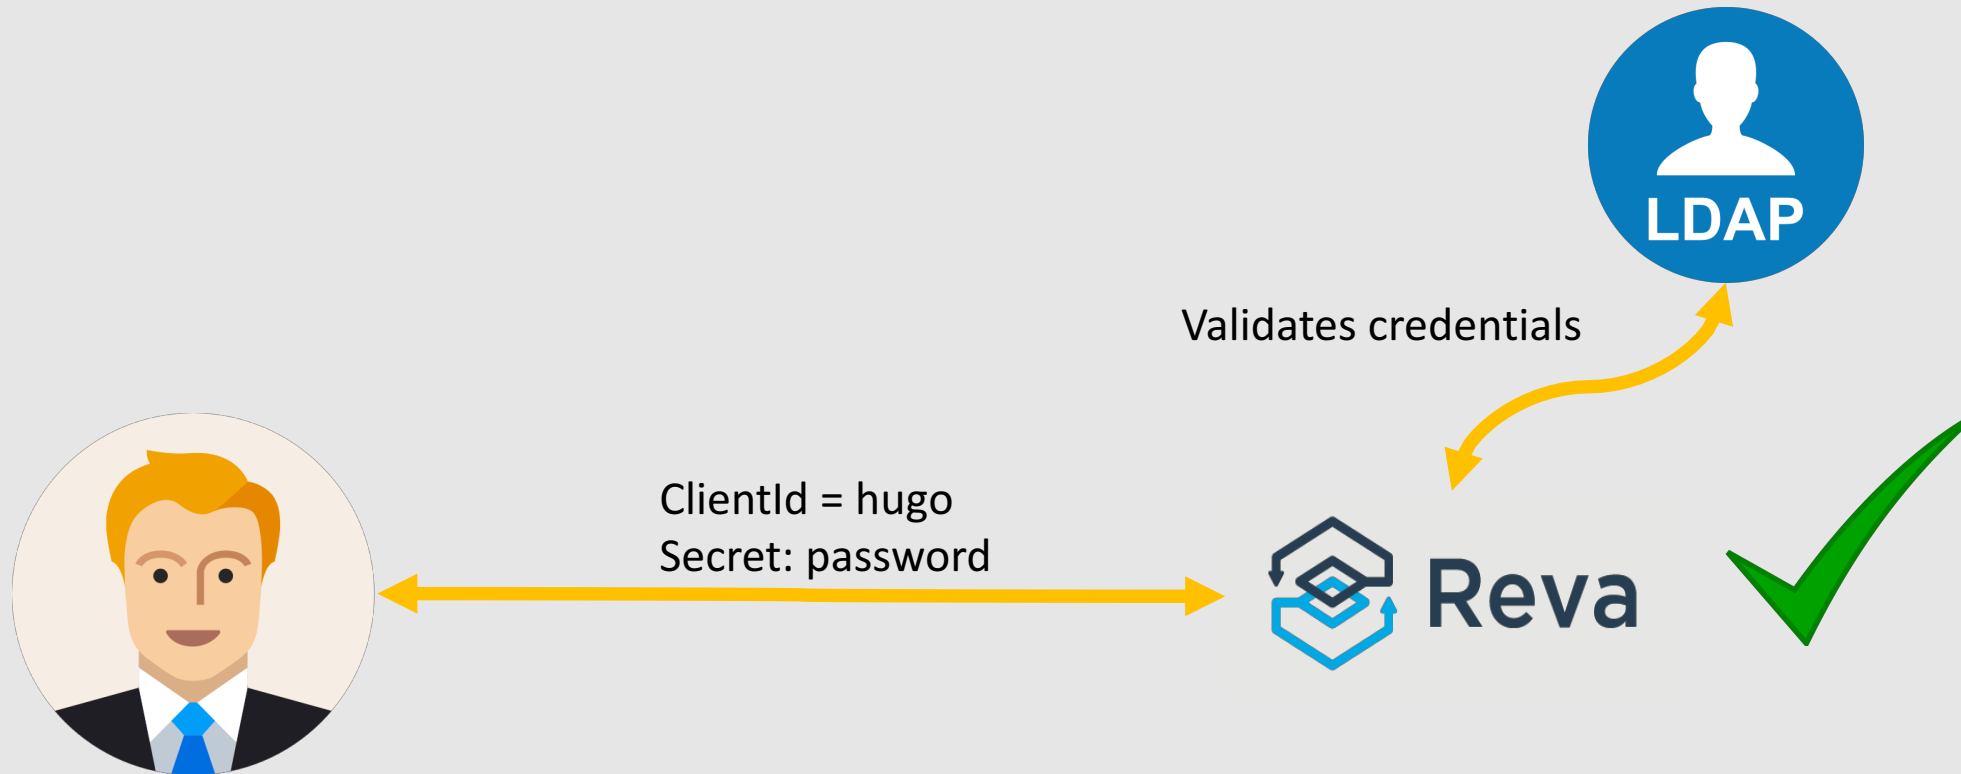 LDAP
Validates credentials
ClientId = hugo
Secret: password
Reva